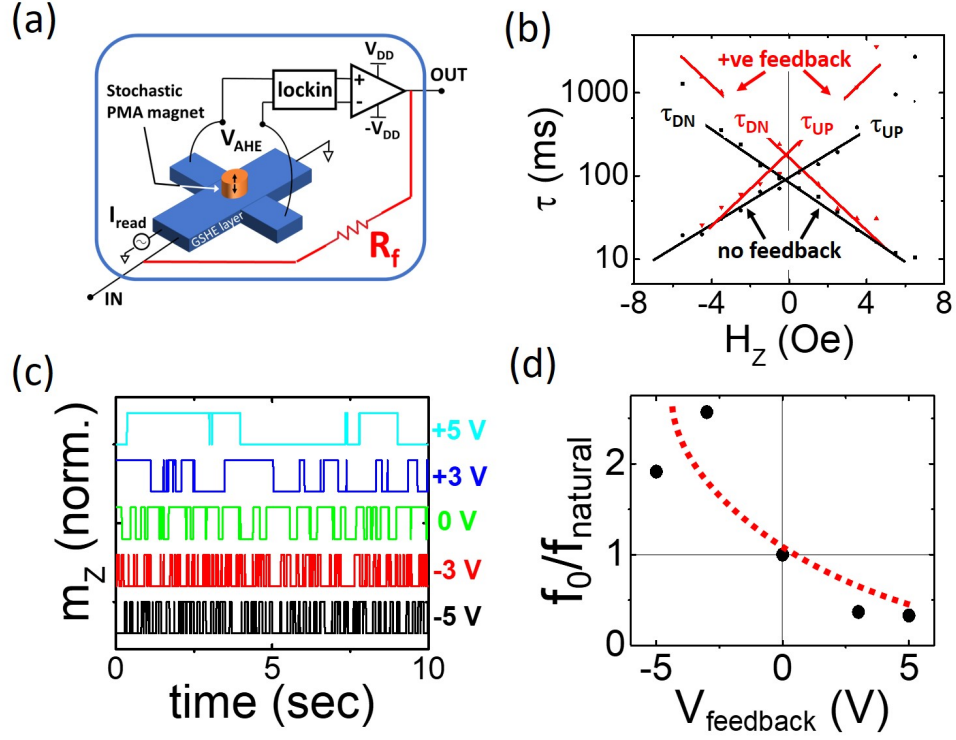 (a)
V_DD
OUT
lockin
+
-
-V_DD
Stochastic
PMA magnet
V_AHE
I_read
GSHE layer
R_f
IN
(b)
+ve feedback
1000
τ_DN
τ_DN
τ_UP
τ_UP
100
no feedback
10
τ (ms)
-8
-4
0
4
8
H_Z (Oe)
(c)
+5 V
+3 V
0 V
-3 V
-5 V
m_Z (norm.)
0
5
10
time (sec)
(d)
2
1
0
f_0/f_natural
-5
0
5
V_feedback (V)